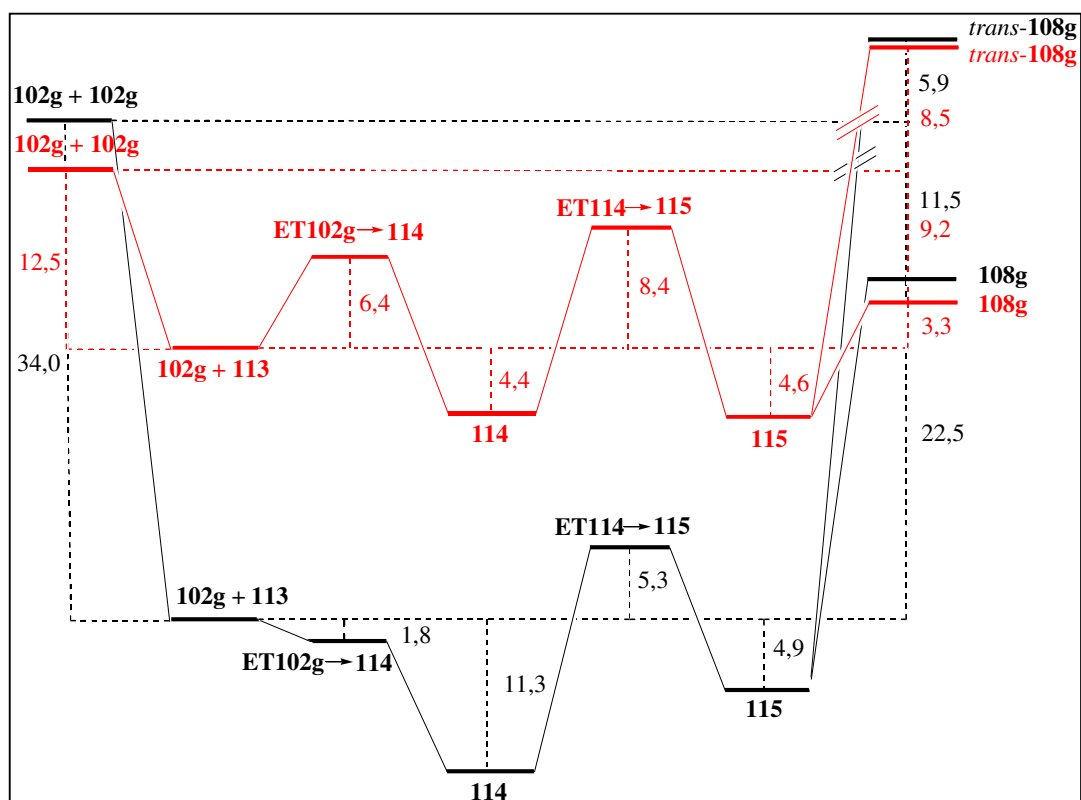 trans-108g
trans-108g
5,9
102g + 102g
8,5
102g + 102g
11,5
ET114→115
ET102g→114
9,2
12,5
108g
6,4
8,4
108g
3,3
34,0
102g + 113
4,4
4,6
114
115
22,5
ET114→115
5,3
102g + 113
1,8
4,9
ET102g→114
11,3
115
114